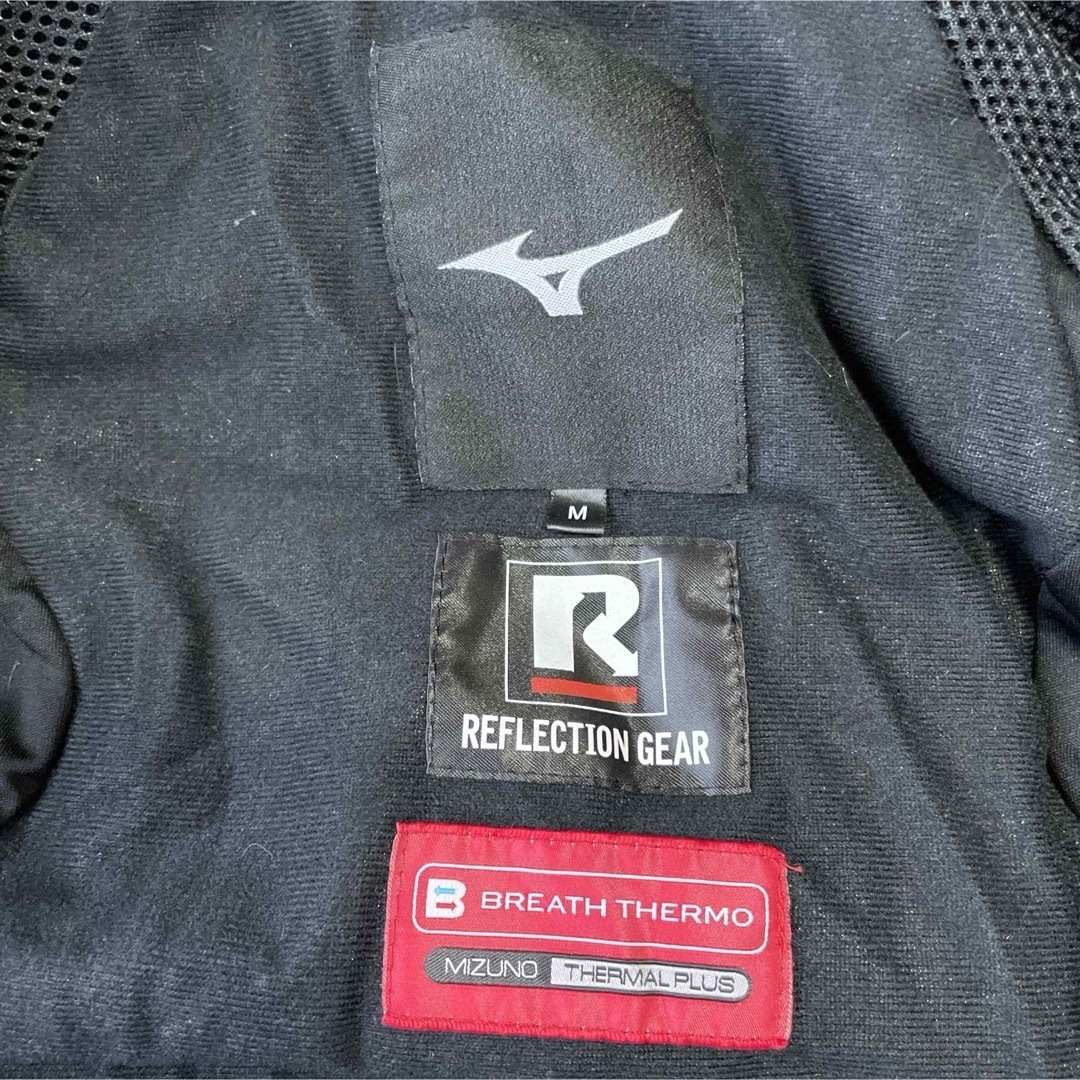 M
R
REFLECTION GEAR
B BREATH THERMO
MIZUNO THERMAL PLUS